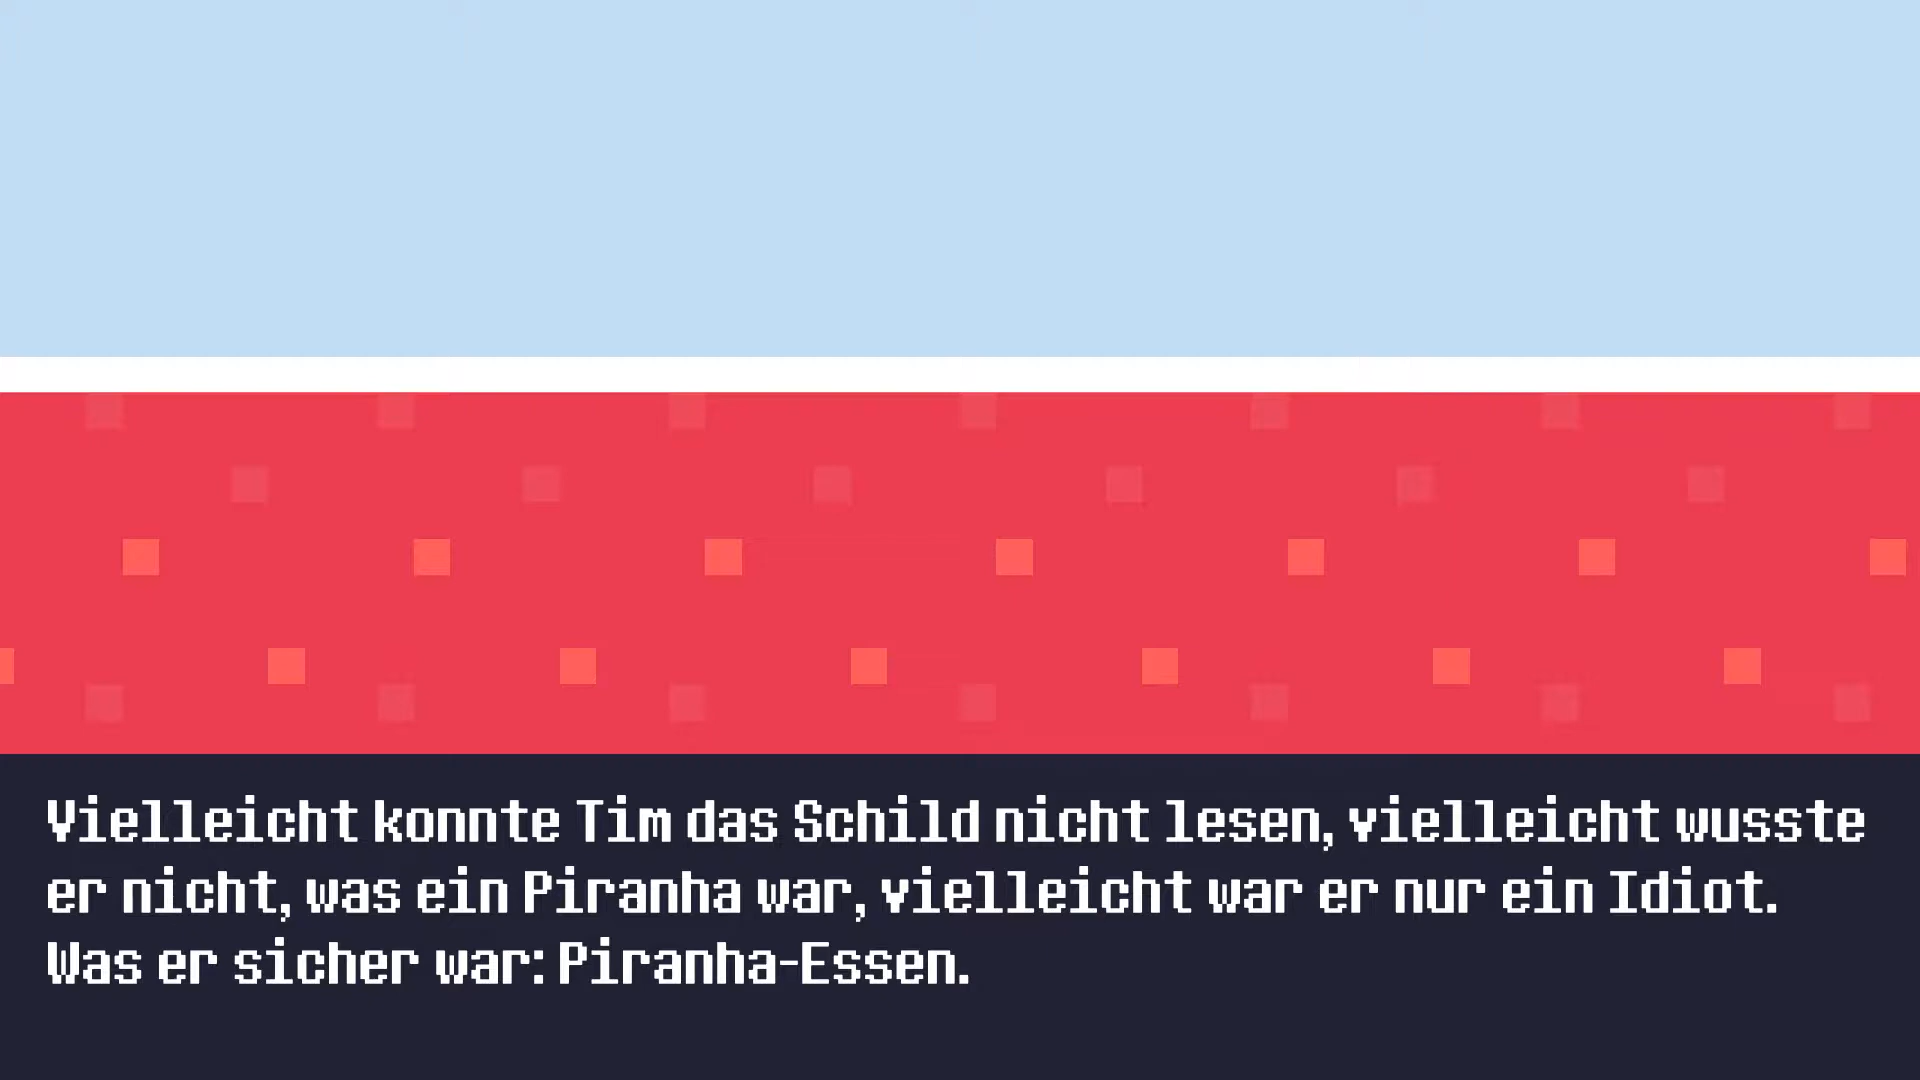 Vielleicht konnte Tim das Schild nicht lesen, vielleicht wusste
er nicht, was ein Piranha war, vielleicht war er nur ein Idiot.
Was er sicher war: Piranha-Essen.